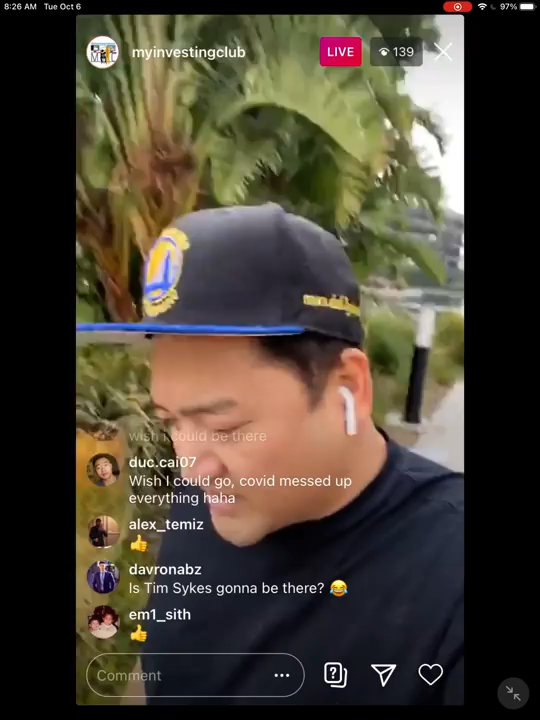 8:26 AM Tue Oct 6
97%
myinvestingclub
LIVE
139
wish I could be there
duc.cai07
Wish I could go, covid messed up
everything haha
alex_temiz
👍
davronabz
Is Tim Sykes gonna be there? 😂
em1_sith
👍
Comment